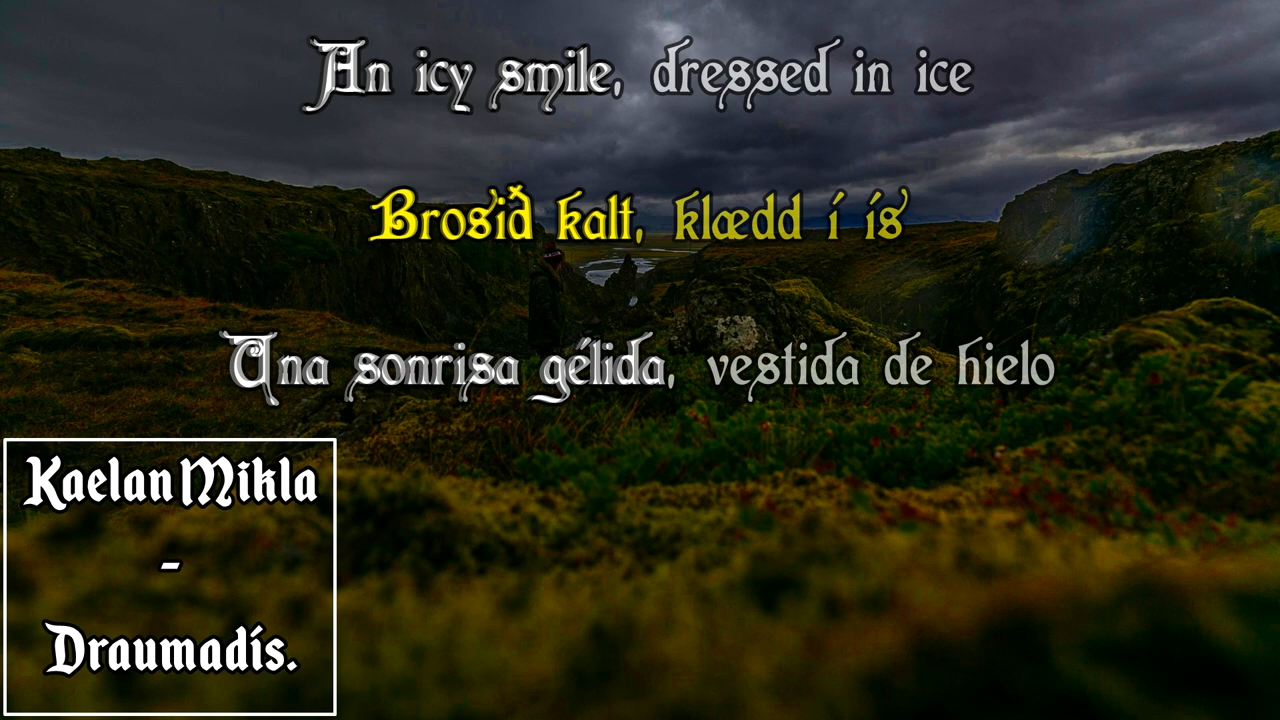 An icy smile, dressed in ice
Brosið kalt, klædd í ís
Una sonrisa gélida, vestida de hielo
Kaelan Mikla
-
Draumadís.